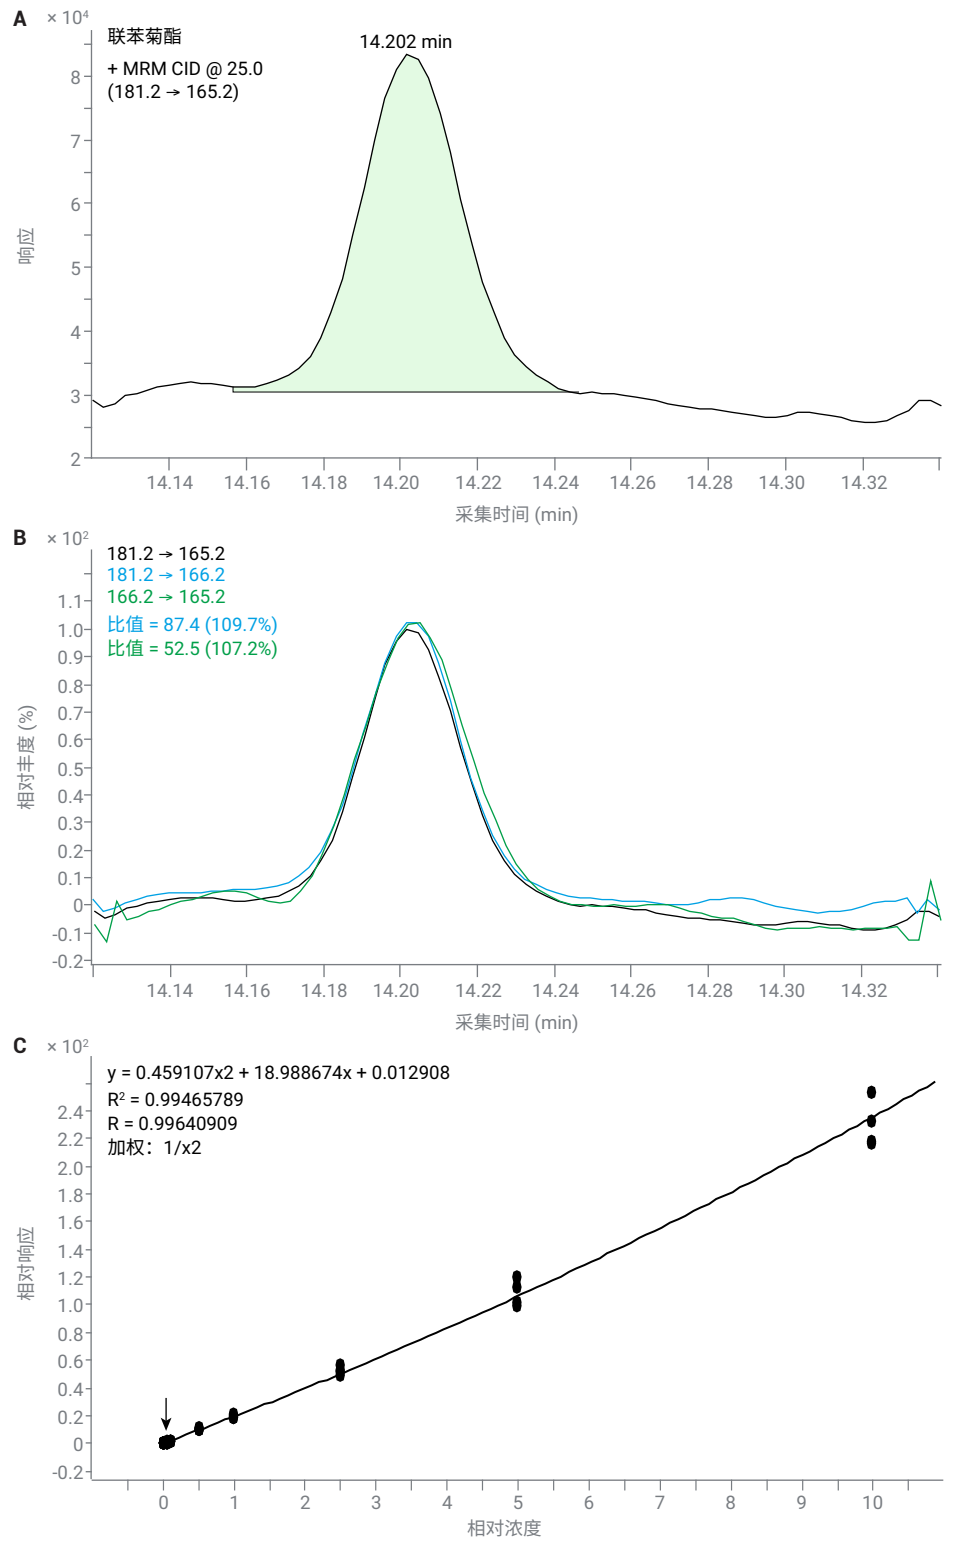 A
× 10⁴
联苯菊酯
+ MRM CID @ 25.0
(181.2 → 165.2)
14.202 min
8
7
6
5
4
3
2
响应
14.14 14.16 14.18 14.20 14.22 14.24 14.26 14.28 14.30 14.32
采集时间 (min)
B
× 10²
181.2 → 165.2
181.2 → 166.2
166.2 → 165.2
比值 = 87.4 (109.7%)
比值 = 52.5 (107.2%)
1.1
1.0
0.9
0.8
0.7
0.6
0.5
0.4
0.3
0.2
0.1
0
-0.1
-0.2
相对丰度 (%)
14.14 14.16 14.18 14.20 14.22 14.24 14.26 14.28 14.30 14.32
采集时间 (min)
C
× 10²
y = 0.459107x2 + 18.988674x + 0.012908
R² = 0.99465789
R = 0.99640909
加权：1/x2
2.4
2.2
2.0
1.8
1.6
1.4
1.2
1.0
0.8
0.6
0.4
0.2
0
-0.2
相对响应
0 1 2 3 4 5 6 7 8 9 10
相对浓度